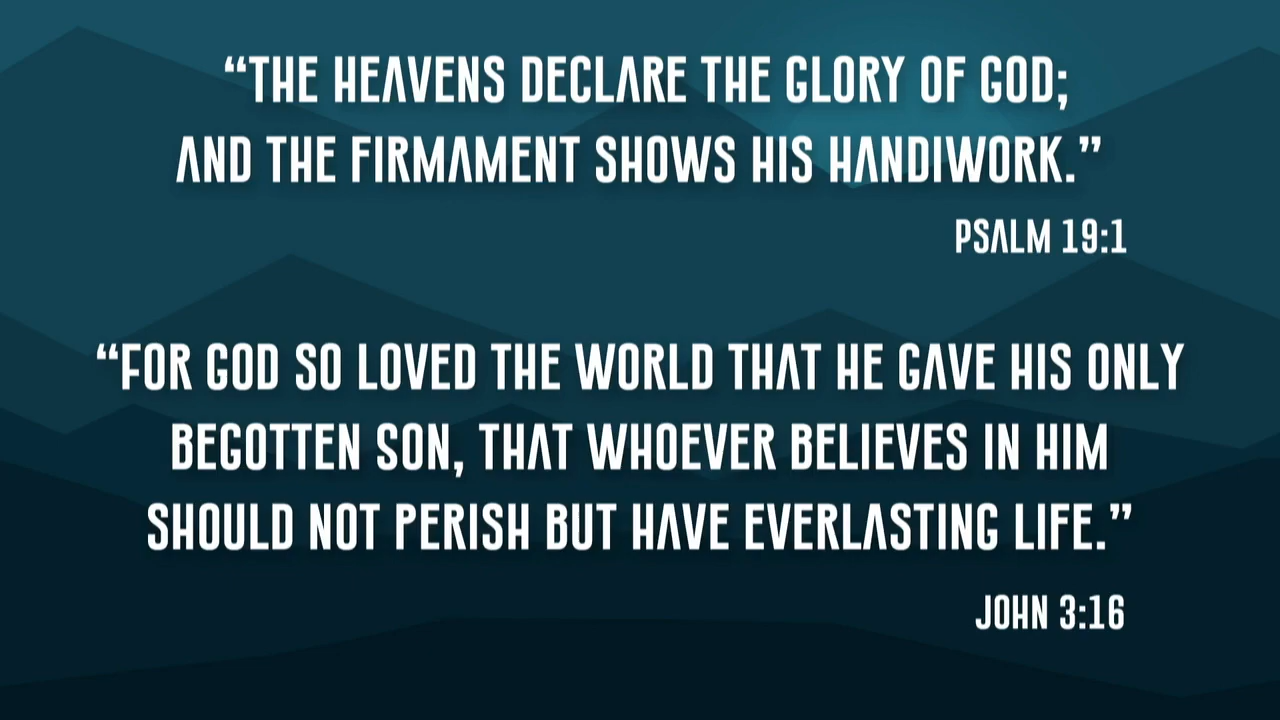 “THE HEAVENS DECLARE THE GLORY OF GOD;
AND THE FIRMAMENT SHOWS HIS HANDIWORK.”
PSALM 19:1
“FOR GOD SO LOVED THE WORLD THAT HE GAVE HIS ONLY
BEGOTTEN SON, THAT WHOEVER BELIEVES IN HIM
SHOULD NOT PERISH BUT HAVE EVERLASTING LIFE.”
JOHN 3:16